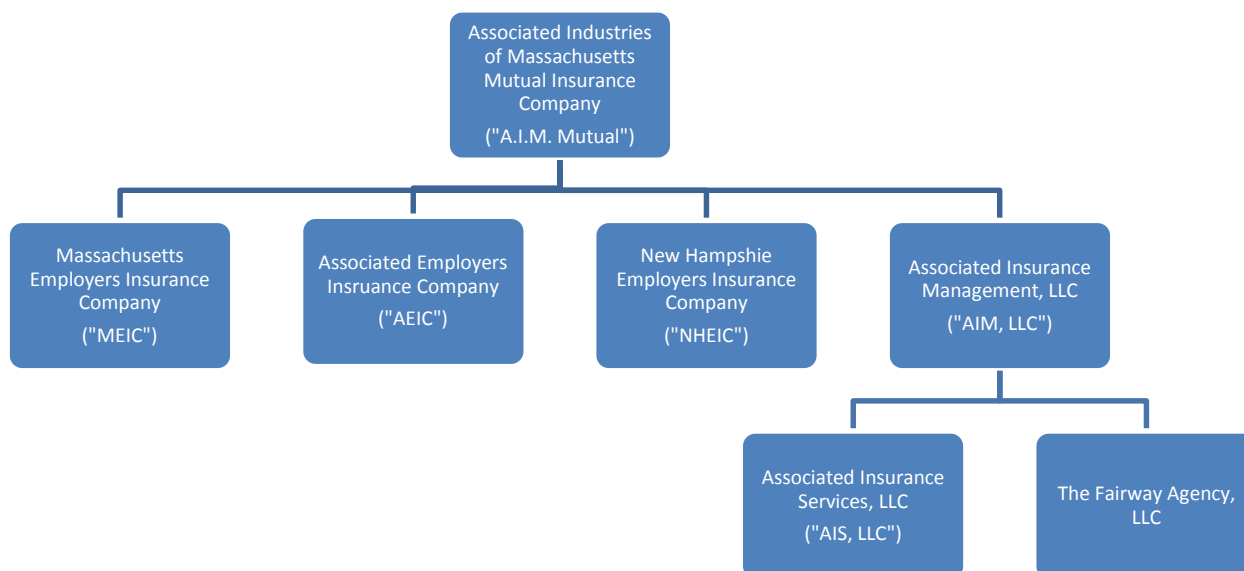 Associated Industries
of Massachusetts
Mutual Insurance
Company
("A.I.M. Mutual")
Massachusetts
Employers Insurance
Company
("MEIC")
Associated Employers
Insruance Company
("AEIC")
New Hampshie
Employers Insurance
Company
("NHEIC")
Associated Insurance
Management, LLC
("AIM, LLC")
Associated Insurance
Services, LLC
("AIS, LLC")
The Fairway Agency,
LLC